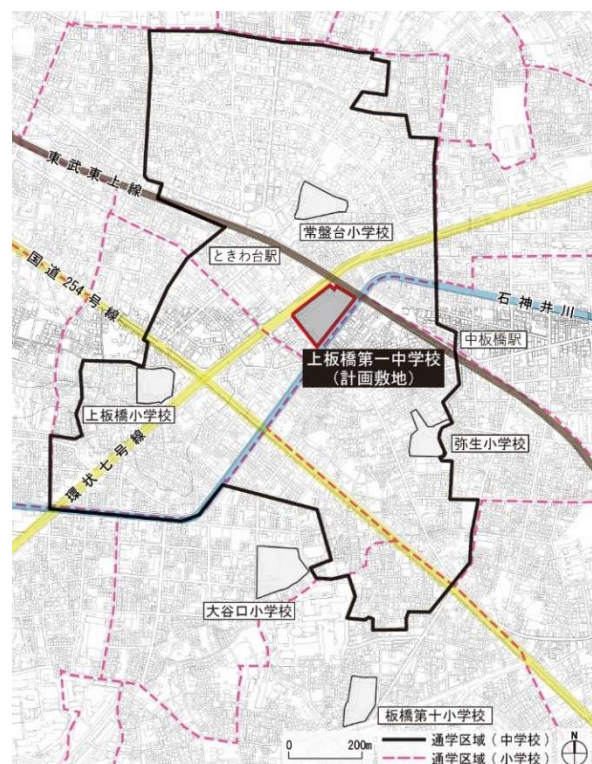 東武東上線
常盤台小学校
ときわ台駅
国道254号線
石神井川
中板橋駅
上板橋第一中学校
(計画敷地)
上板橋小学校
弥生小学校
環状七号線
大谷口小学校
板橋第十小学校
0 200m
通学区域(中学校)
通学区域(小学校)
N